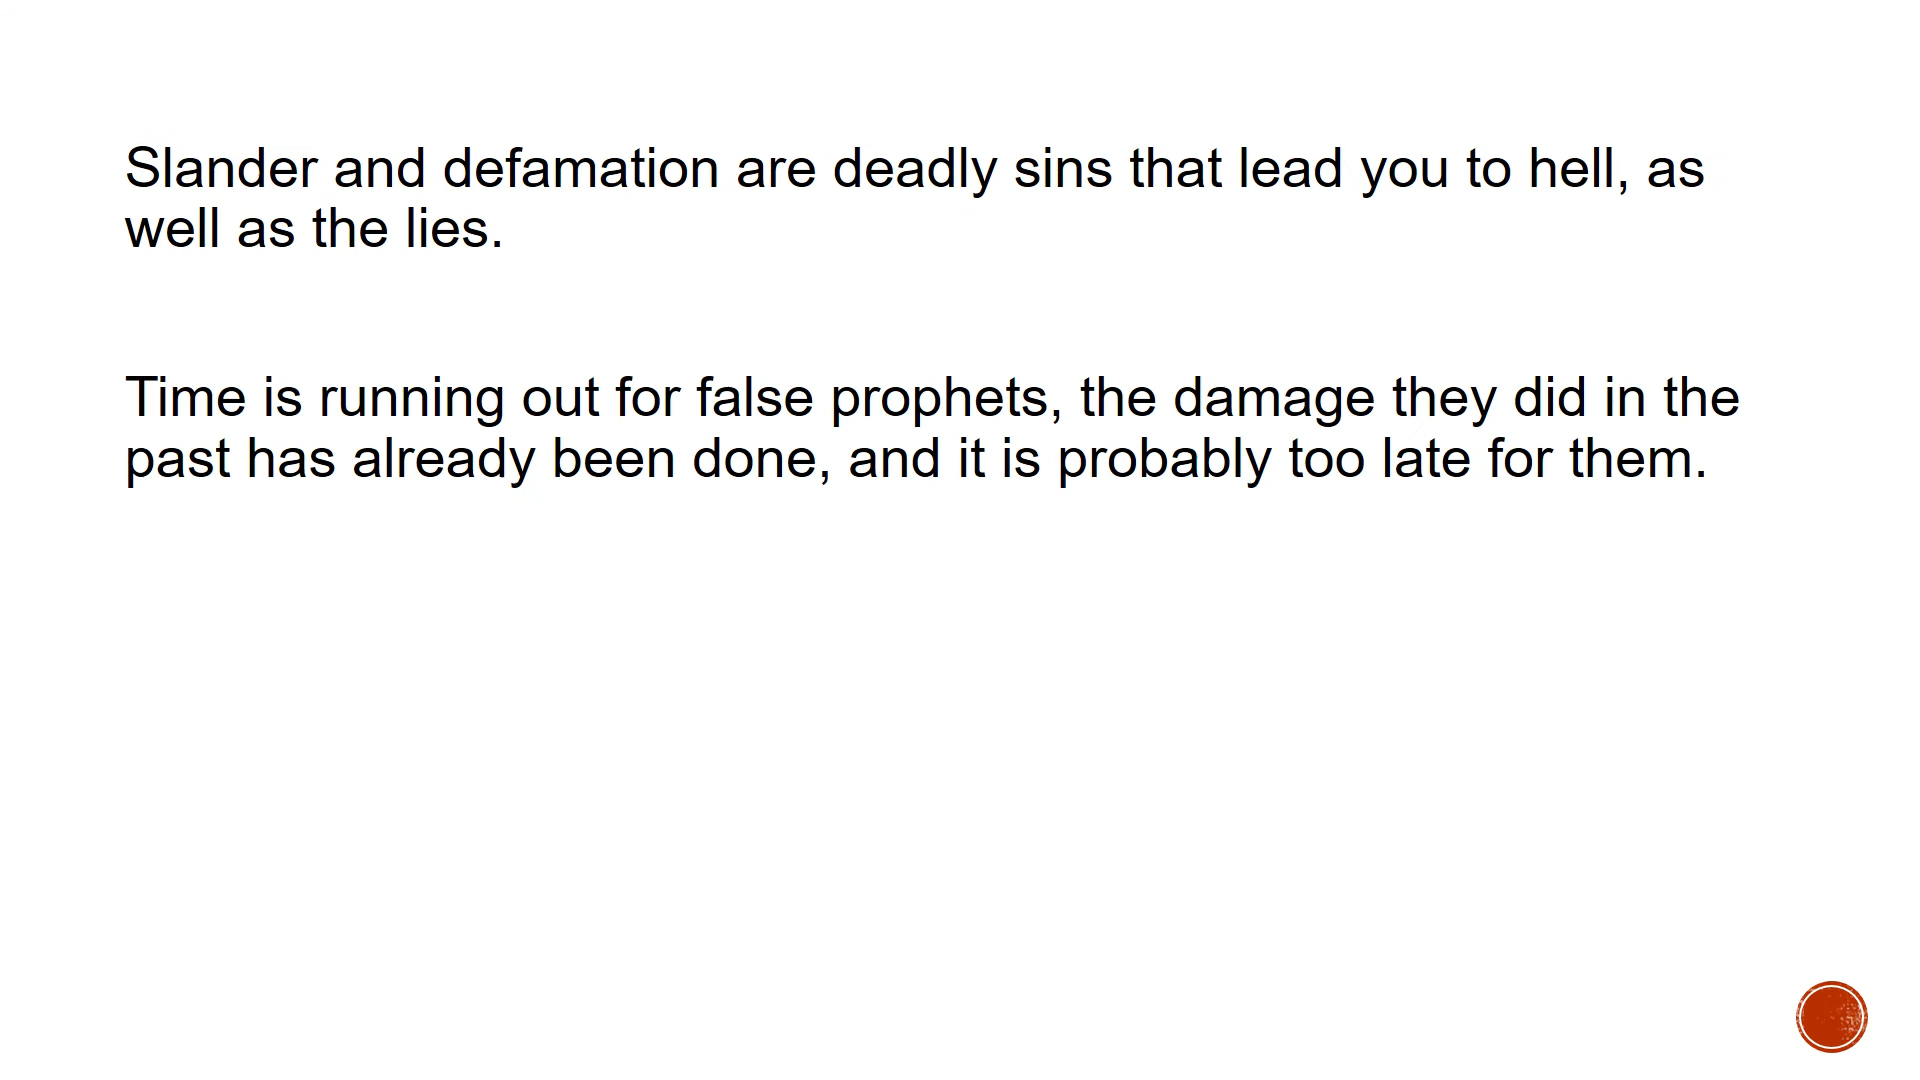 Slander and defamation are deadly sins that lead you to hell, as
well as the lies.
Time is running out for false prophets, the damage they did in the
past has already been done, and it is probably too late for them.